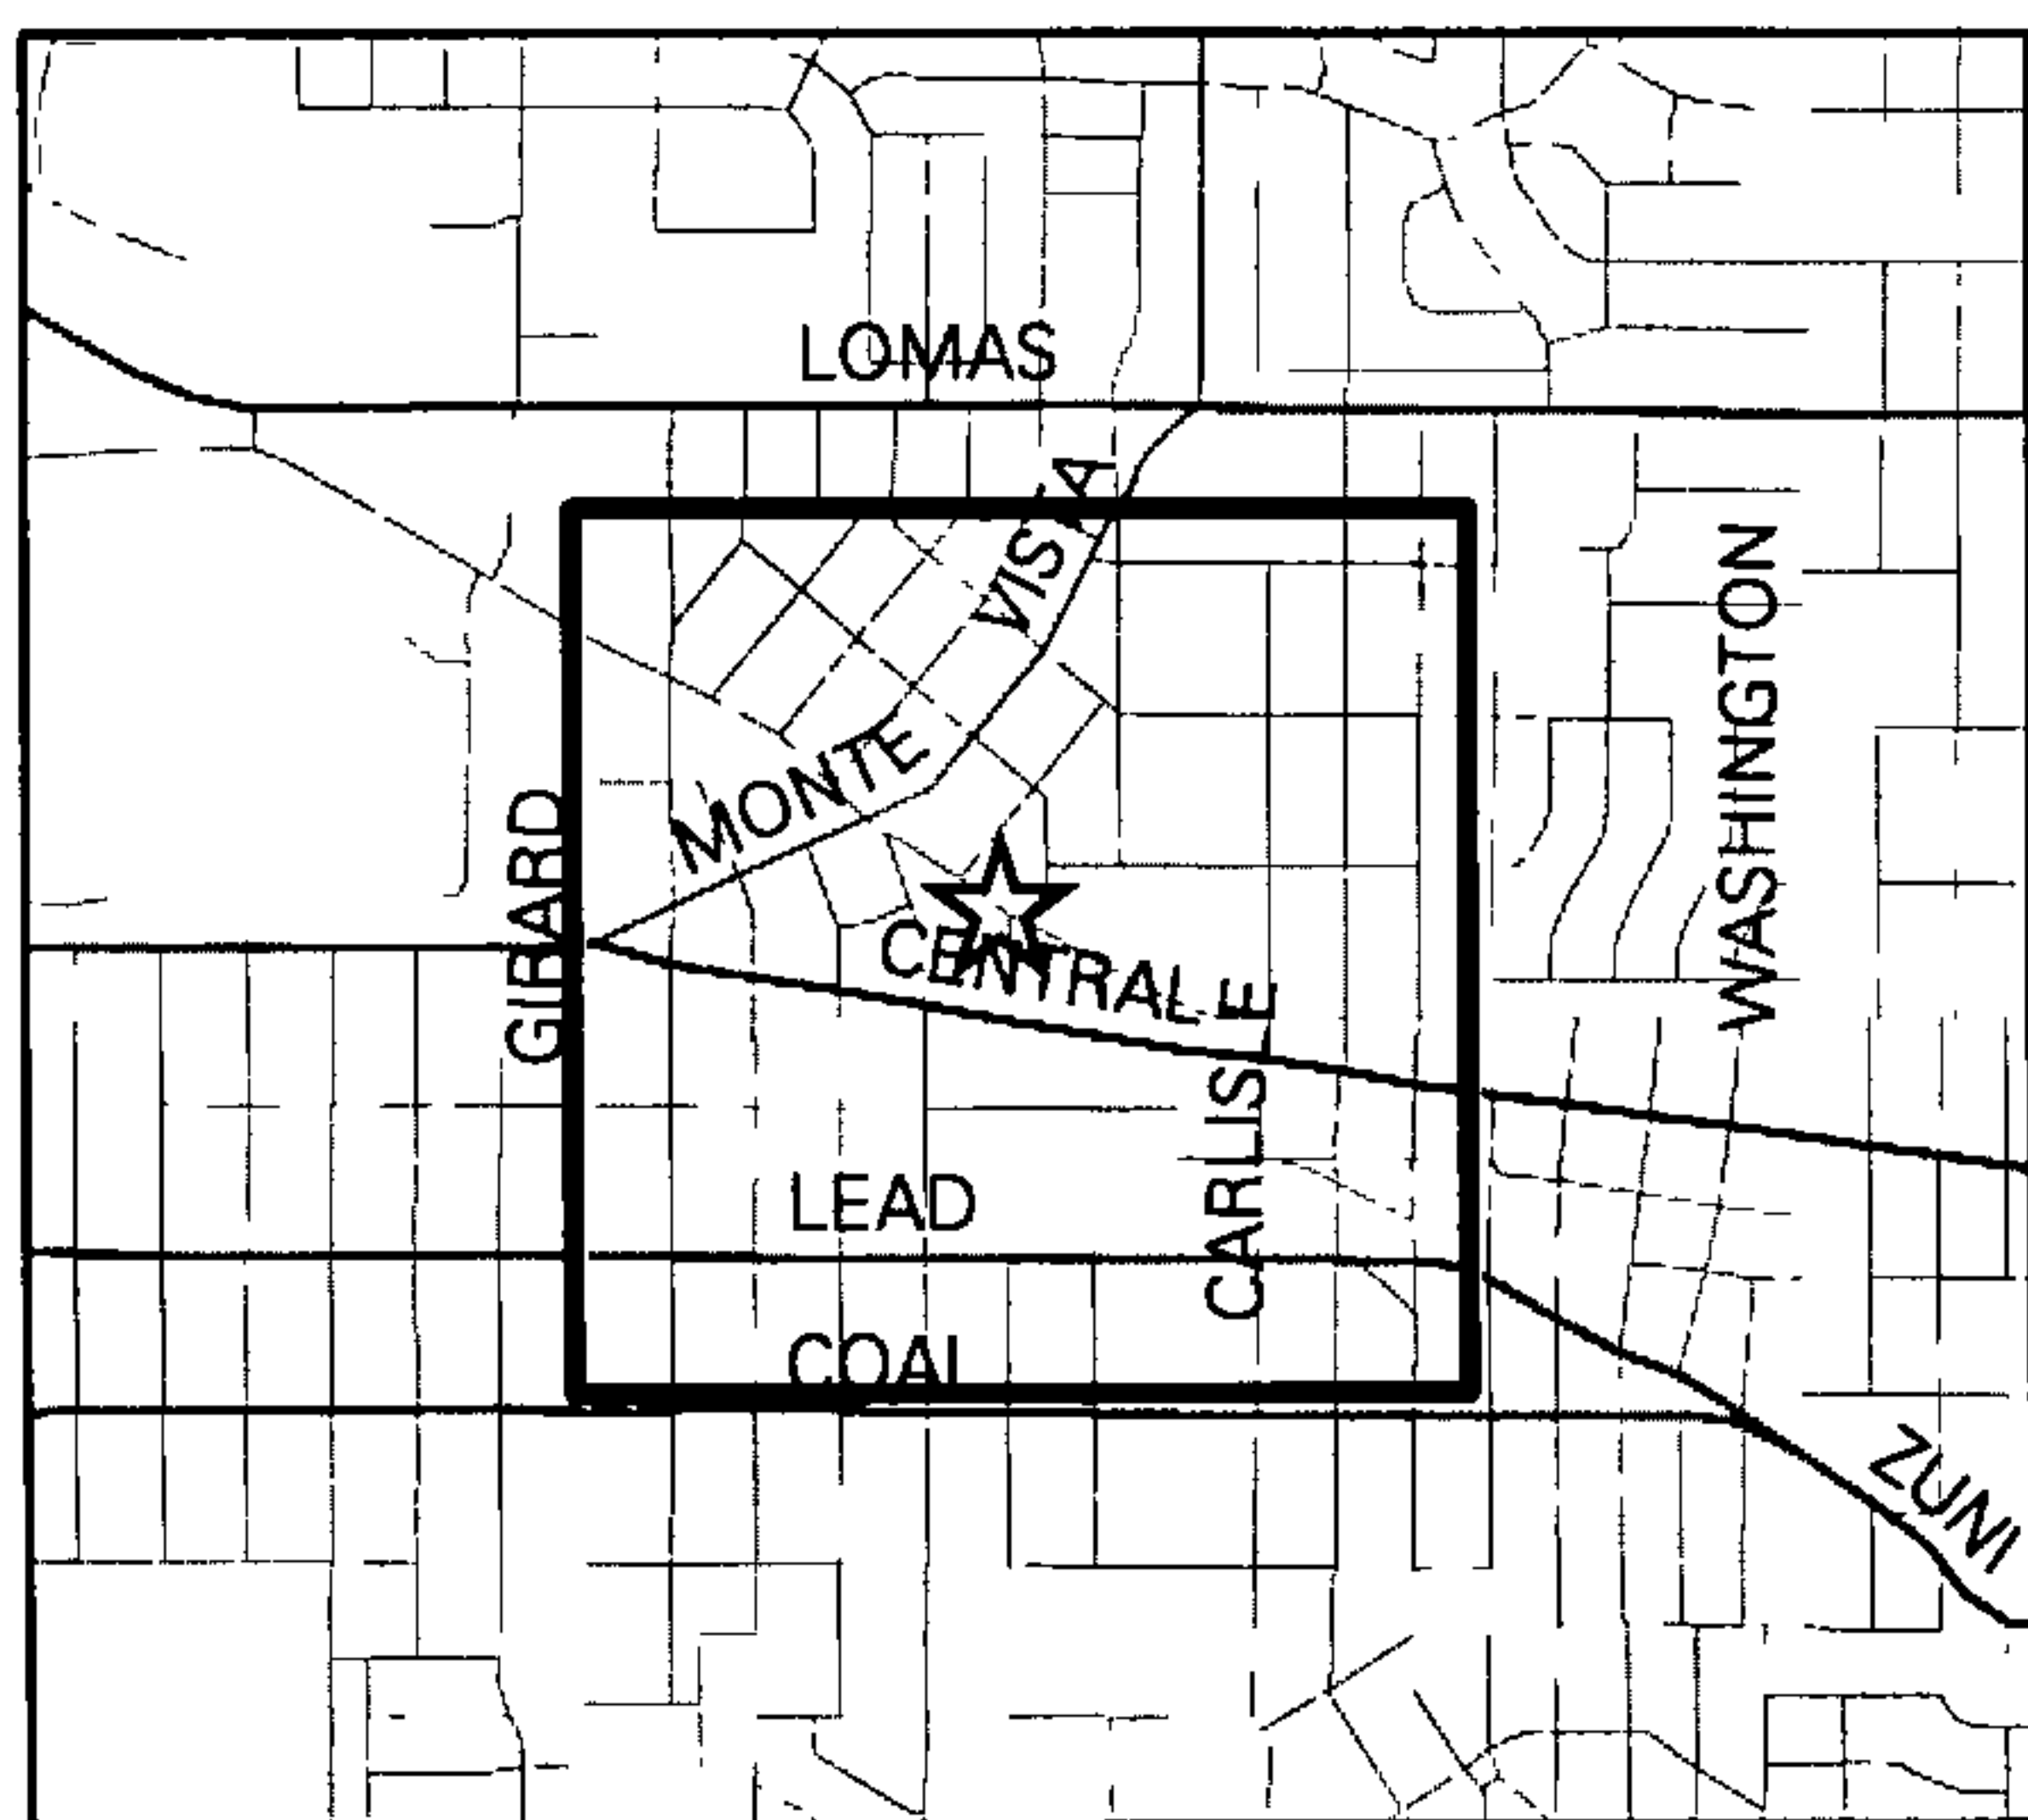 LOMAS
MONTE VISTA
GIRARD
WASHINGTON
CENTRAL
CARLISLE
LEAD
COAL
ZUNI